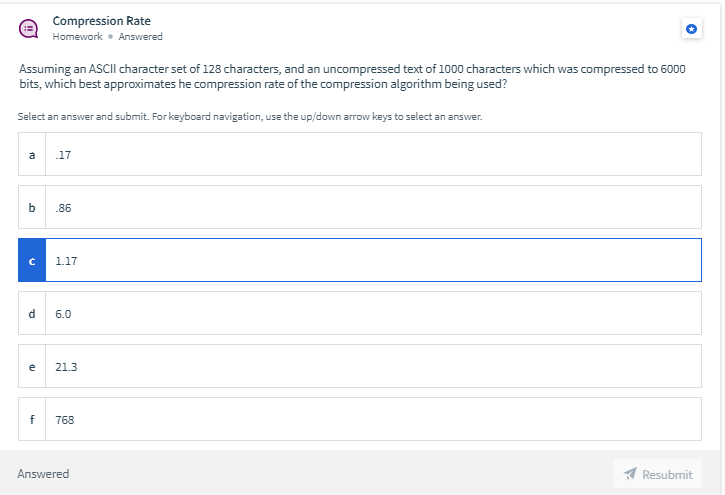 Compression Rate
Homework • Answered
Assuming an ASCII character set of 128 characters, and an uncompressed text of 1000 characters which was compressed to 6000
bits, which best approximates he compression rate of the compression algorithm being used?
Select an answer and submit. For keyboard navigation, use the up/down arrow keys to select an answer.
a .17
b .86
c 1.17
d 6.0
e 21.3
f 768
Answered Resubmit